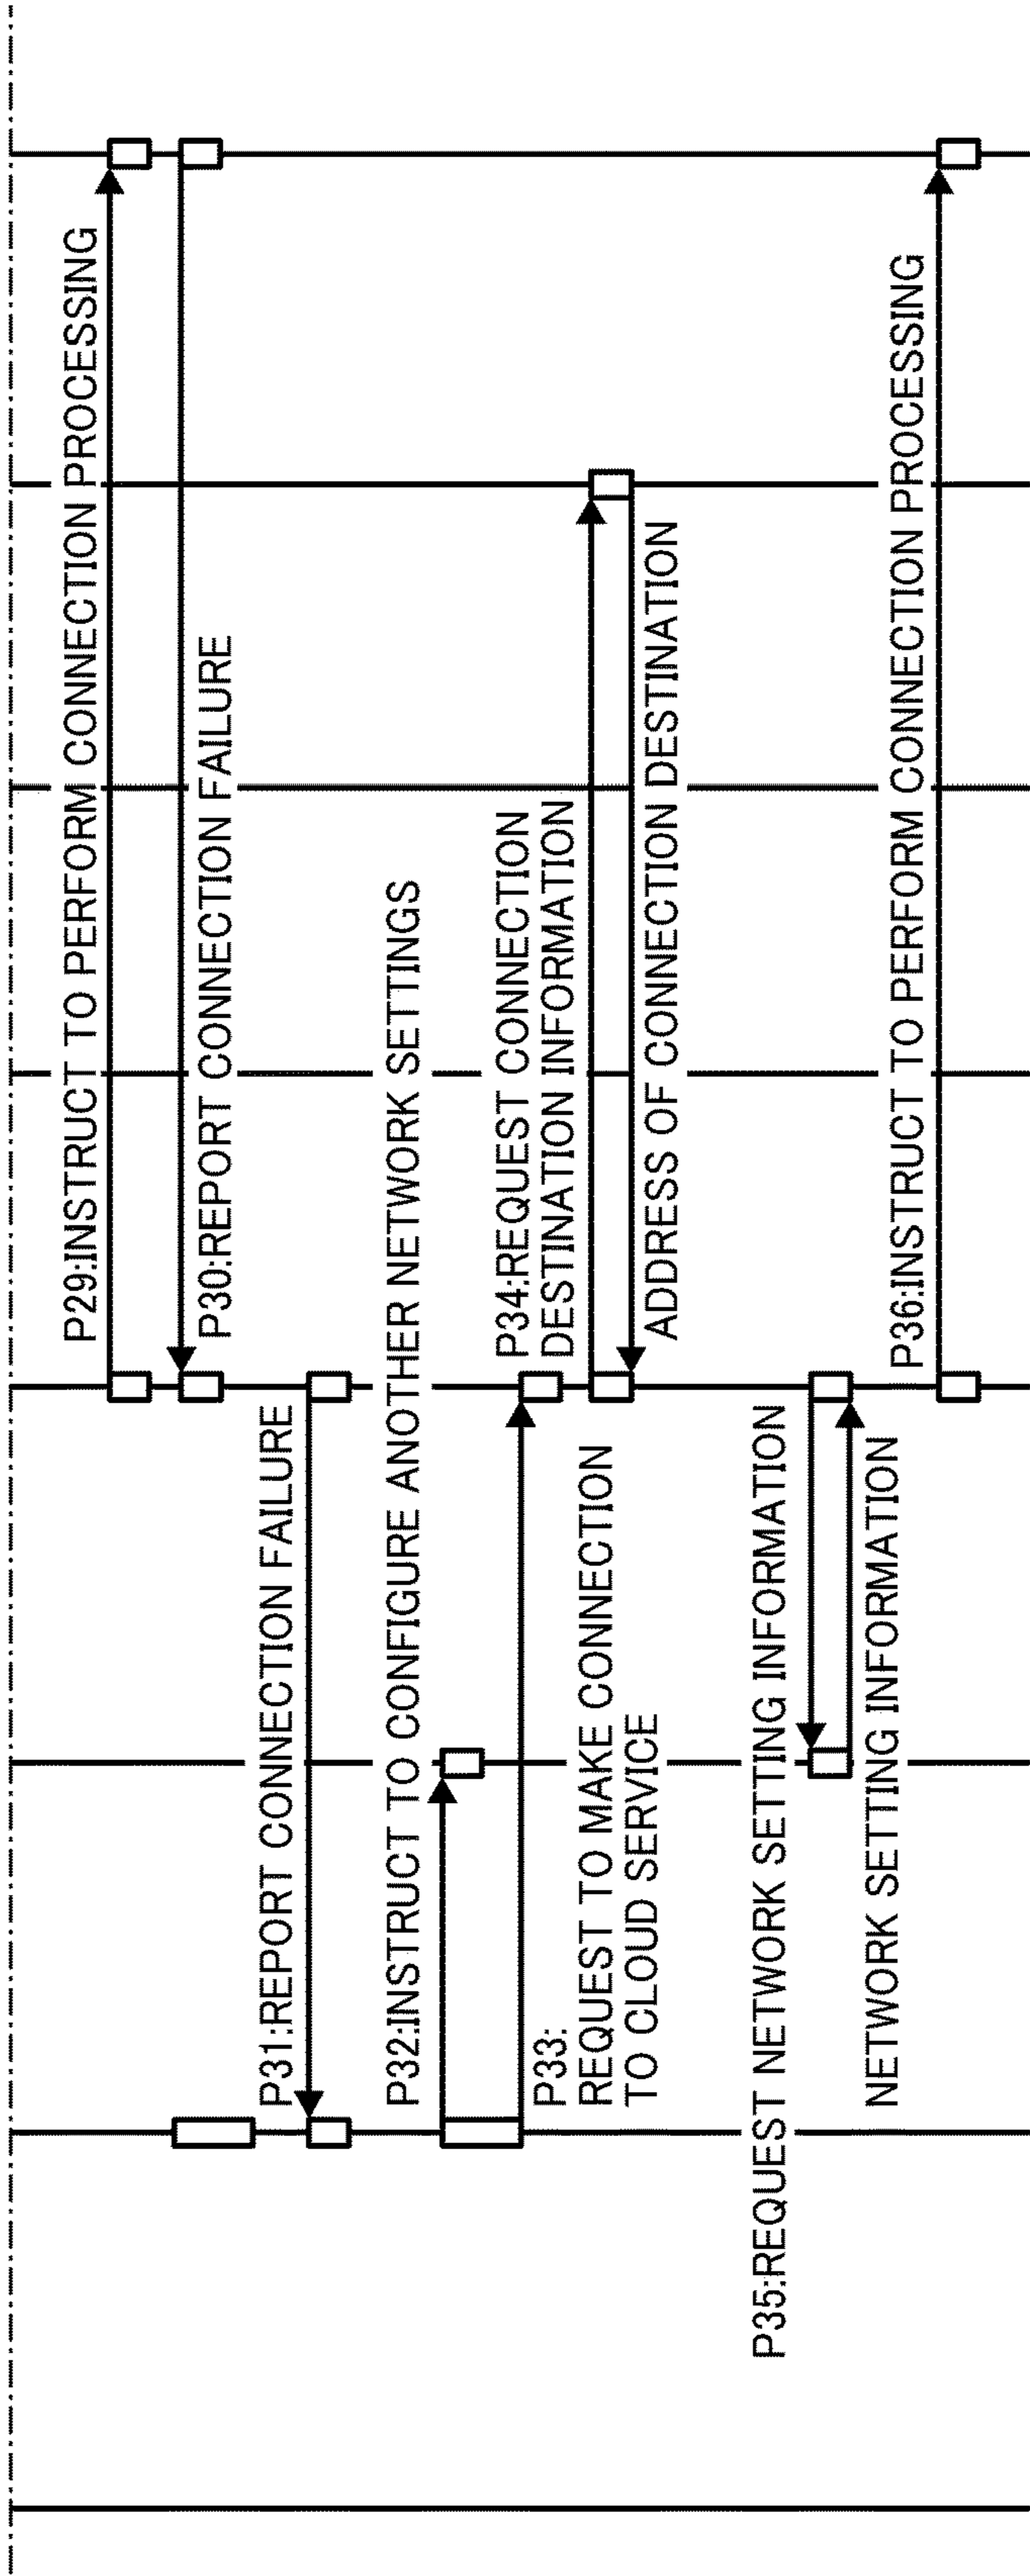 P29:INSTRUCT TO PERFORM CONNECTION PROCESSING
P30:REPORT CONNECTION FAILURE
P31:REPORT CONNECTION FAILURE
P32:INSTRUCT TO CONFIGURE ANOTHER NETWORK SETTINGS
P33:
REQUEST TO MAKE CONNECTION
TO CLOUD SERVICE
P34:REQUEST CONNECTION
DESTINATION INFORMATION
ADDRESS OF CONNECTION DESTINATION
P35:REQUEST NETWORK SETTING INFORMATION
NETWORK SETTING INFORMATION
P36:INSTRUCT TO PERFORM CONNECTION PROCESSING